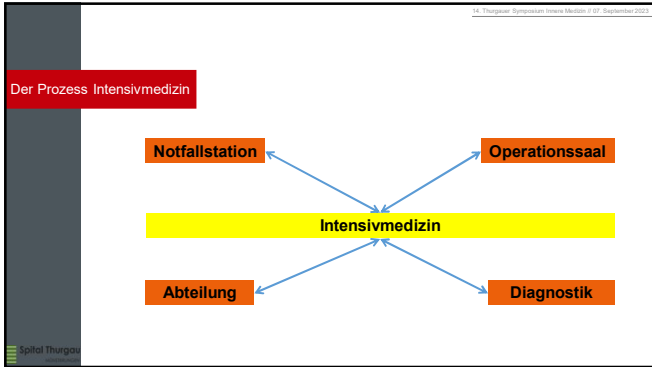 14. Thurgauer Symposium Innere Medizin // 07. September 2023
Der Prozess Intensivmedizin
Notfallstation
Operationssaal
Intensivmedizin
Abteilung
Diagnostik
Spital Thurgau